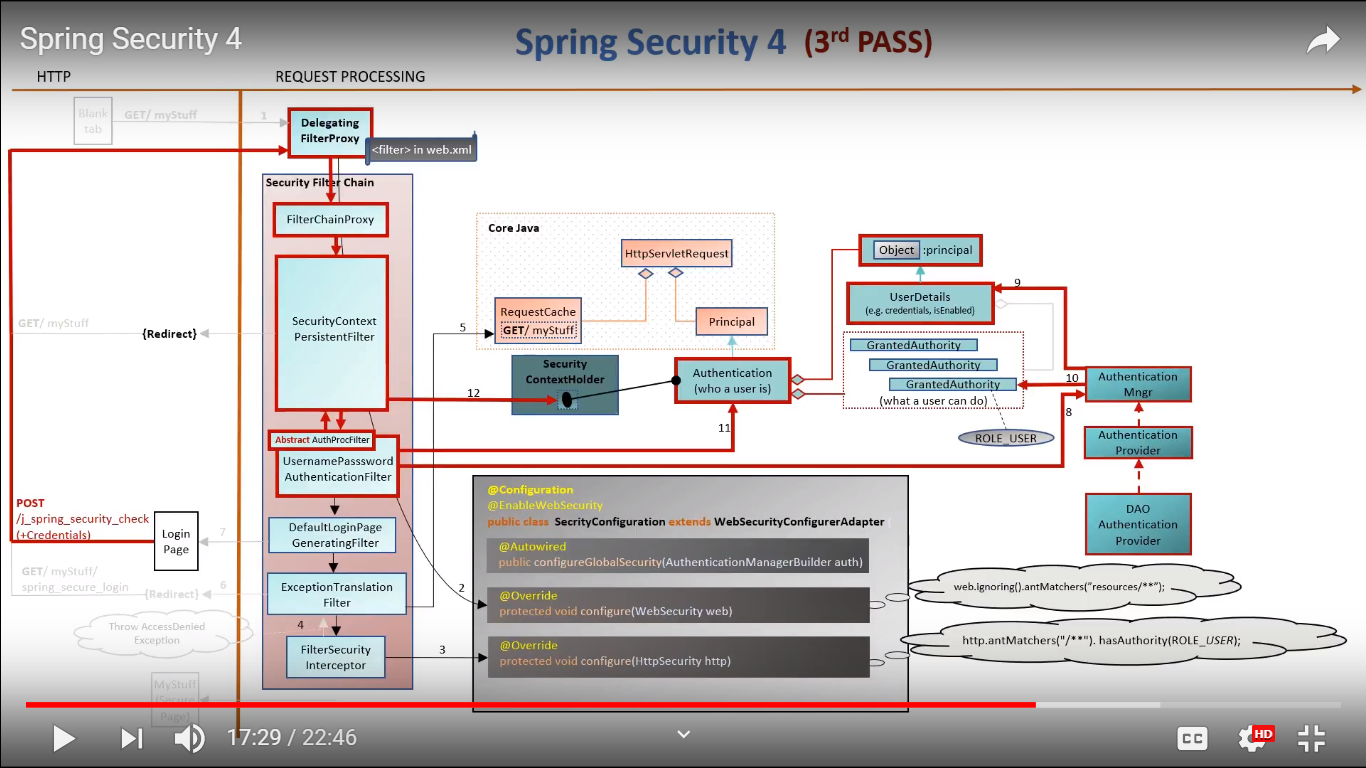 Spring Security 4
Spring Security 4 (3rd PASS)
HTTP
REQUEST PROCESSING
Blank
tab
GET/ myStuff
1
Delegating
FilterProxy
<filter> in web.xml
Security Filter Chain
FilterChainProxy
SecurityContext
PersistentFilter
GET/ myStuff
{Redirect}
Abstract AuthProcFilter
UsernamePasssword
AuthenticationFilter
DefaultLoginPage
GeneratingFilter
ExceptionTranslation
Filter
4
FilterSecurity
Interceptor
POST
/j_spring_security_check
(+Credentials)
Login
Page
7
GET/ myStuff/
spring_secure_login
{Redirect}
6
Throw AccessDenied
Exception
MyStuff
(Secure
Page)
Core Java
HttpServletRequest
5
RequestCache
GET/ myStuff
Principal
Security
ContextHolder
12
Authentication
(who a user is)
11
Object :principal
UserDetails
(e.g, credentials, isEnabled)
9
GrantedAuthority
GrantedAuthority
GrantedAuthority
(what a user can do)
ROLE_USER
10
8
Authentication
Mngr
Authentication
Provider
DAO
Authentication
Provider
@Configuration
@EnableWebSecurity
public class SecrityConfiguration extends WebSecurityConfigurerAdapter {
@Autowired
public configureGlobalSecurity(AuthenticationManagerBuilder auth)
2
@Override
protected void configure(WebSecurity web)
3
@Override
protected void configure(HttpSecurity http)
web.ignoring().antMatchers("resources/**");
http.antMatchers("/**"). hasAuthority(ROLE_USER);
17:29 / 22:46
CC
HD